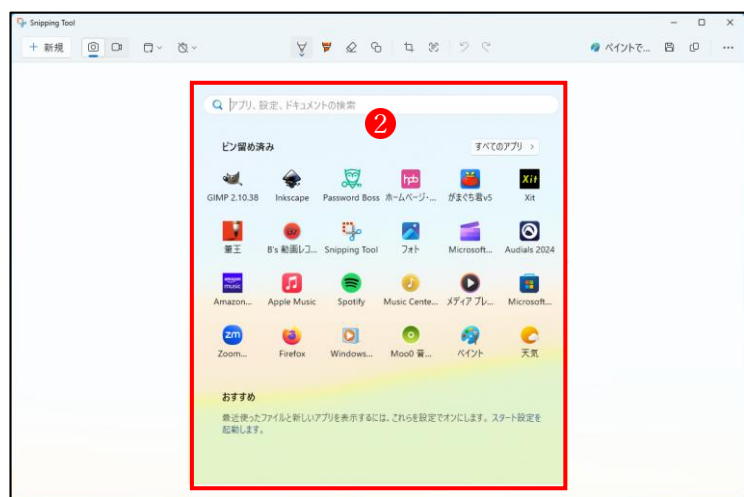 Snipping Tool
新規
ペイントで...
アプリ、設定、ドキュメントの検索
2
ピン留め済み
すべてのアプリ >
GIMP 2.10.38 Inkscape Password Boss ホームページ・... がまぐち君v5 Xit
筆王 B's 動画レコ... Snipping Tool フォト Microsoft... Audials 2024
Amazon... Apple Music Spotify Music Cente... メディア プレ... Microsoft...
Zoom... Firefox Windows... Moo0 音... ペイント 天気
おすすめ
最近使ったファイルと新しいアプリを表示するには、これらを設定でオンにします。スタート設定を
起動します。